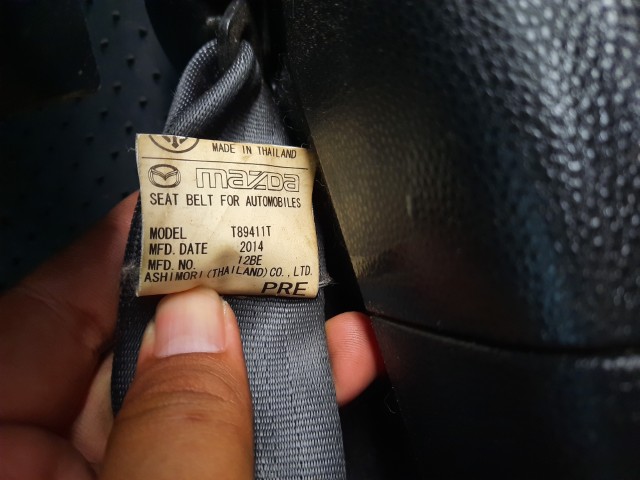 MADE IN THAILAND
mazda
SEAT BELT FOR AUTOMOBILES
MODEL T89411T
MFD. DATE 2014
MFD. NO. 12BE
ASHIMORI(THAILAND)CO.,LTD.
PRE